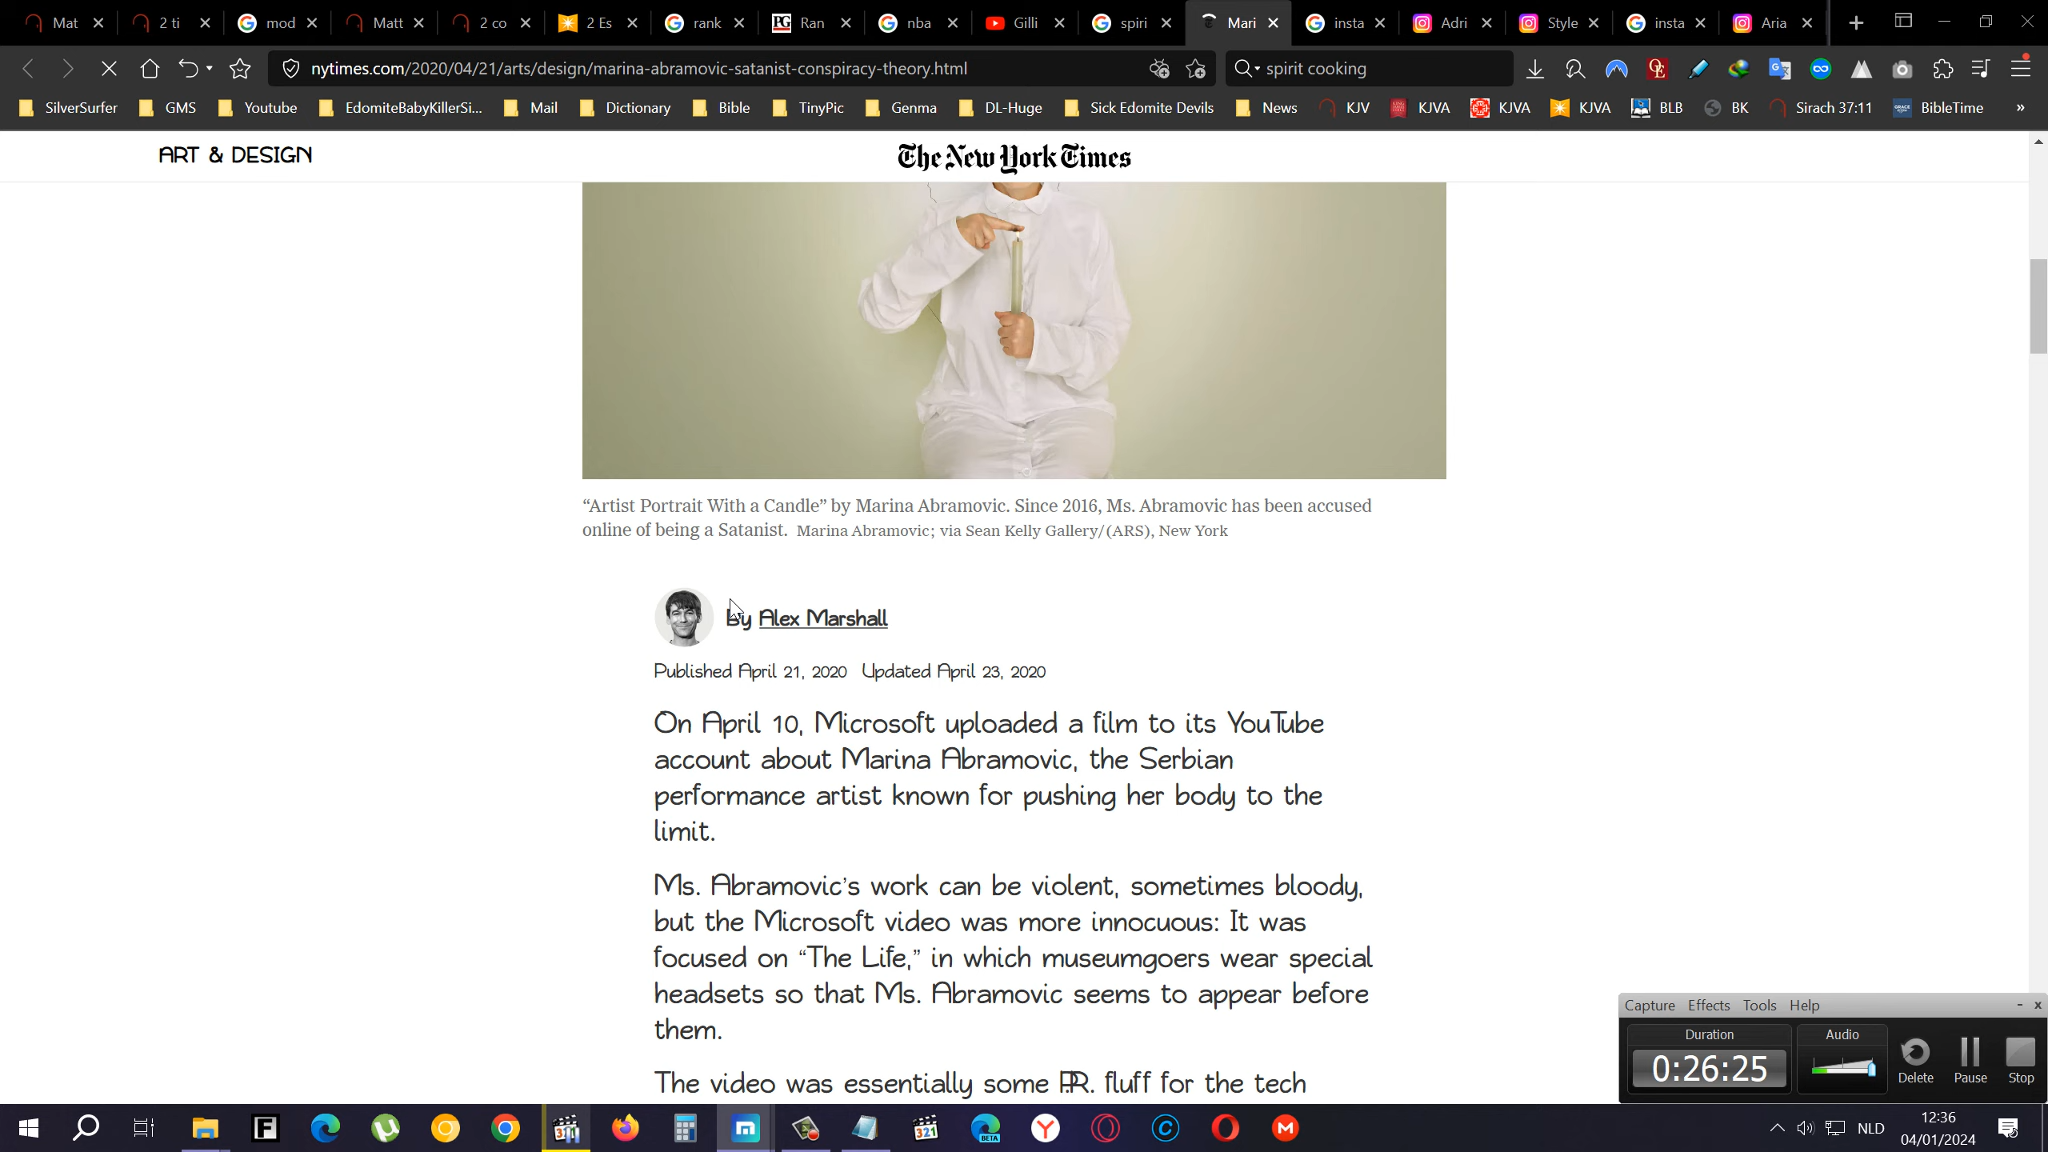 Mat
2 ti
mod
Matt
2 co
2 Es
rank
Ran
nba
Gilli
spiri
Mari
insta
Adri
Style
insta
Aria
nytimes.com/2020/04/21/arts/design/marina-abramovic-satanist-conspiracy-theory.html
spirit cooking
SilverSurfer
GMS
Youtube
EdomiteBabyKillerSi...
Mail
Dictionary
Bible
TinyPic
Genma
DL-Huge
Sick Edomite Devils
News
KJV
KJVA
KJVA
KJVA
BLB
BK
Sirach 37:11
BibleTime
»
ART & DESIGN
The New York Times
“Artist Portrait With a Candle” by Marina Abramovic. Since 2016, Ms. Abramovic has been accused
online of being a Satanist. Marina Abramovic; via Sean Kelly Gallery/(ARS), New York
By Alex Marshall
Published April 21, 2020 Updated April 23, 2020
On April 10, Microsoft uploaded a film to its YouTube
account about Marina Abramovic, the Serbian
performance artist known for pushing her body to the
limit.
Ms. Abramovic’s work can be violent, sometimes bloody,
but the Microsoft video was more innocuous: It was
focused on “The Life,” in which museumgoers wear special
headsets so that Ms. Abramovic seems to appear before
them.
The video was essentially some P.R. fluff for the tech
Capture Effects Tools Help
Duration
Audio
0:26:25
Delete
Pause
Stop
321
BETA
NLD
12:36
04/01/2024